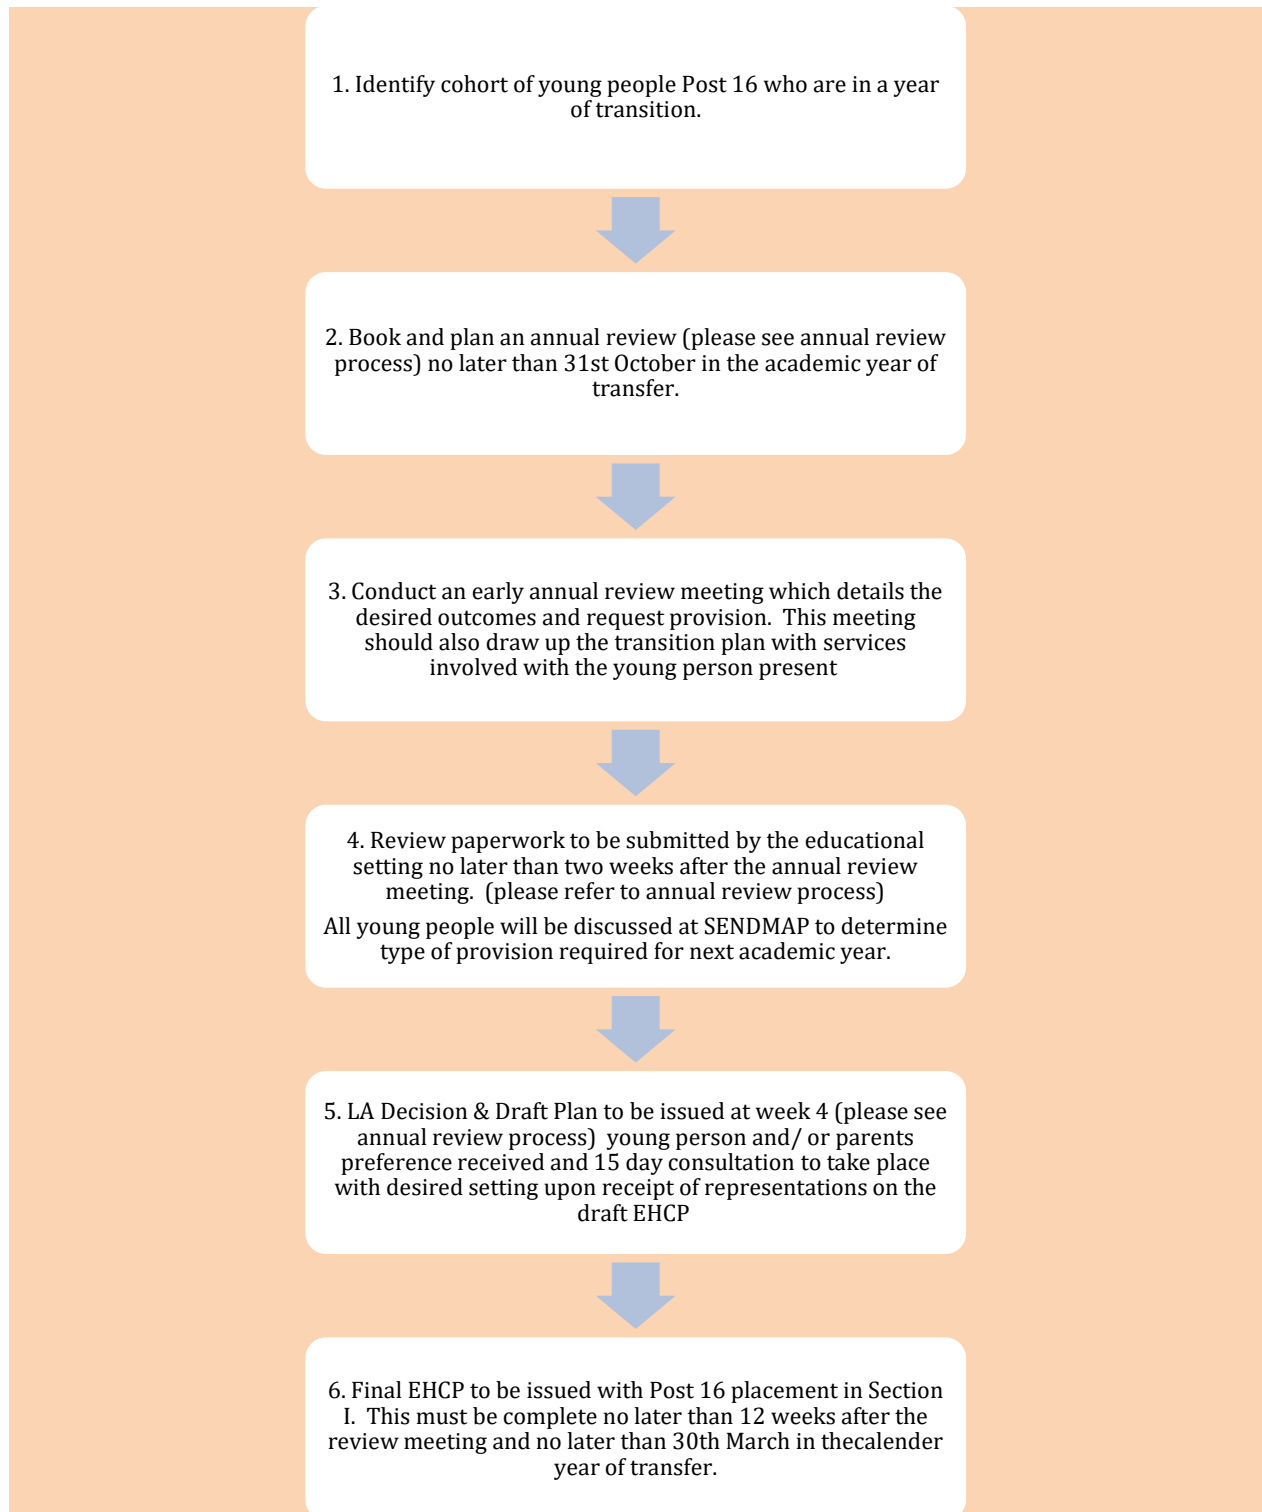 1. Identify cohort of young people Post 16 who are in a year
of transition.
2. Book and plan an annual review (please see annual review
process) no later than 31st October in the academic year of
transfer.
3. Conduct an early annual review meeting which details the
desired outcomes and request provision.  This meeting
should also draw up the transition plan with services
involved with the young person present
4. Review paperwork to be submitted by the educational
setting no later than two weeks after the annual review
meeting.  (please refer to annual review process)
All young people will be discussed at SENDMAP to determine
type of provision required for next academic year.
5. LA Decision & Draft Plan to be issued at week 4 (please see
annual review process)  young person and/ or parents
preference received and 15 day consultation to take place
with desired setting upon receipt of representations on the
draft EHCP
6. Final EHCP to be issued with Post 16 placement in Section
I.  This must be complete no later than 12 weeks after the
review meeting and no later than 30th March in thecalender
year of transfer.